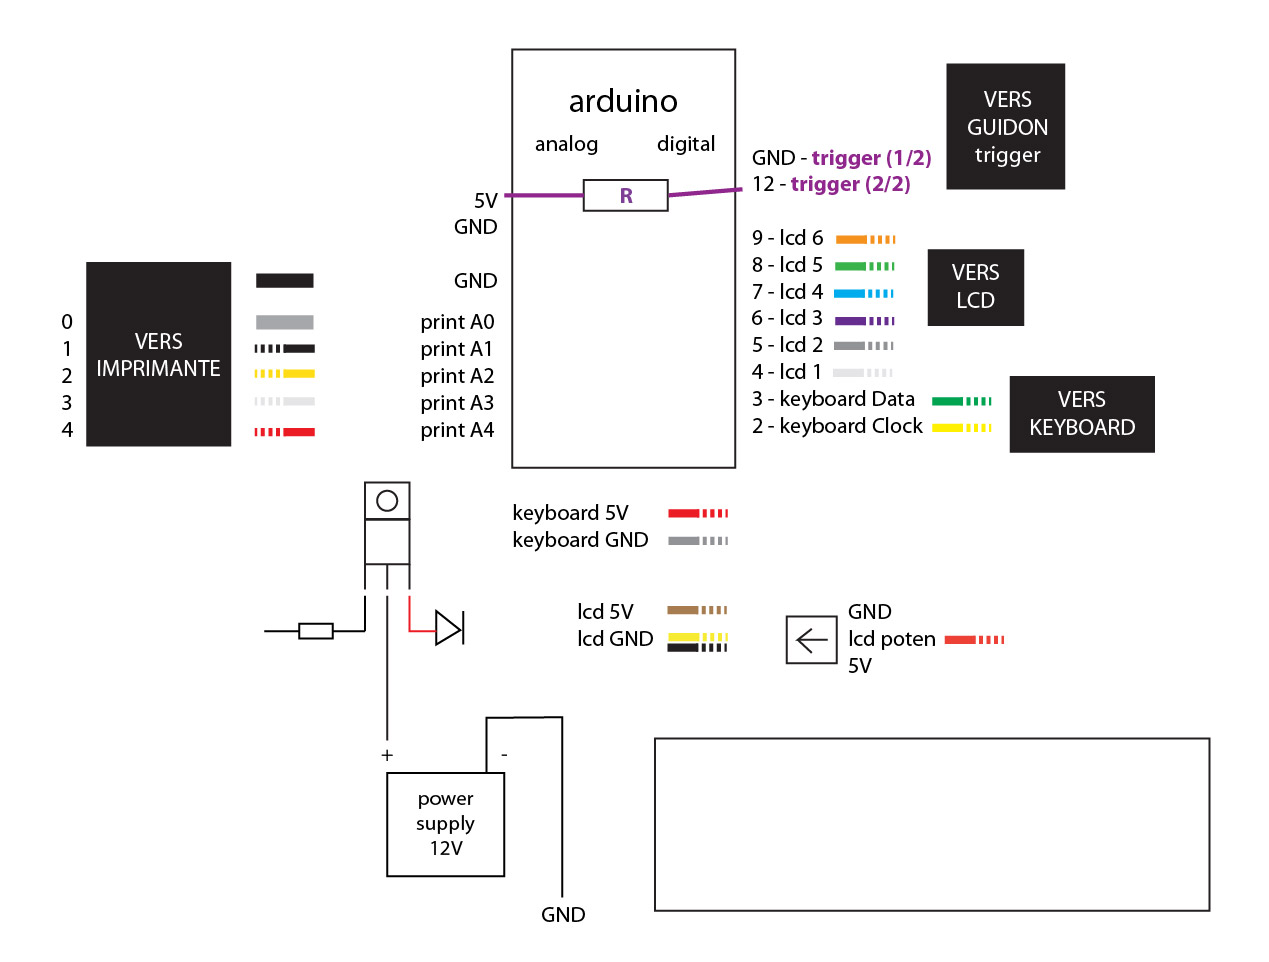 arduino
analog
digital
VERS
GUIDON
trigger
GND - trigger (1/2)
12 - trigger (2/2)
R
5V
GND
GND
9 - lcd 6
8 - lcd 5
7 - lcd 4
6 - lcd 3
5 - lcd 2
4 - lcd 1
3 - keyboard Data
2 - keyboard Clock
VERS
LCD
VERS
KEYBOARD
0
1
2
3
4
VERS
IMPRIMANTE
print A0
print A1
print A2
print A3
print A4
keyboard 5V
keyboard GND
lcd 5V
lcd GND
GND
lcd poten
5V
+
-
power
supply
12V
GND